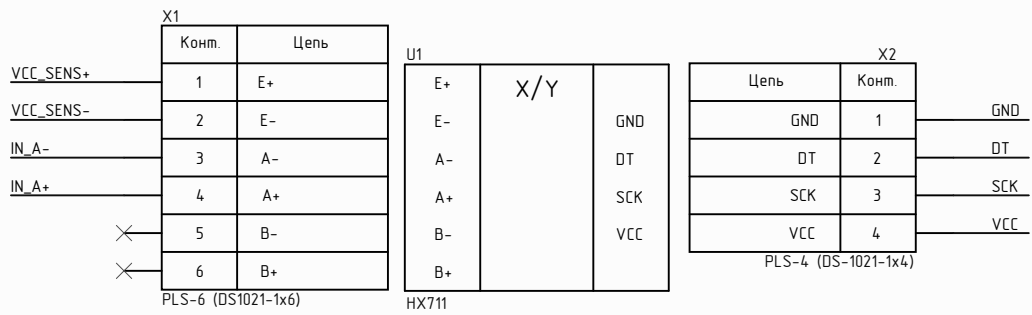 X1
Конт. Цепь
VCC_SENS+ 1 E+
VCC_SENS- 2 E-
IN_A- 3 A-
IN_A+ 4 A+
5 B-
6 B+
PLS-6 (DS1021-1x6)
U1
X/Y
E+
E- GND
A- DT
A+ SCK
B- VCC
B+
HX711
X2
Цепь Конт.
GND 1 GND
DT 2 DT
SCK 3 SCK
VCC 4 VCC
PLS-4 (DS-1021-1x4)